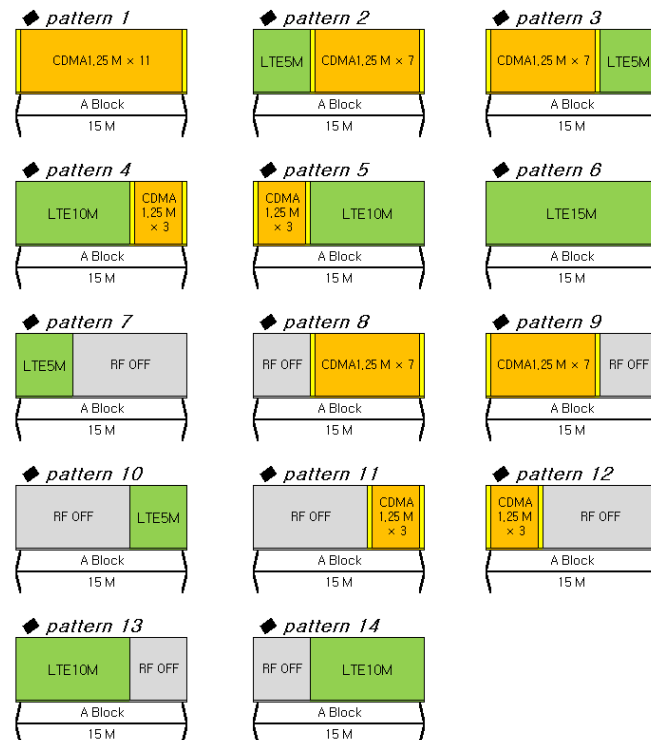 pattern 1
CDMA1,25 M × 11
A Block
15 M
pattern 2
LTE5M
CDMA1,25 M × 7
A Block
15 M
pattern 3
CDMA1,25 M × 7
LTE5M
A Block
15 M
pattern 4
LTE10M
CDMA
1,25 M
× 3
A Block
15 M
pattern 5
CDMA
1,25 M
× 3
LTE10M
A Block
15 M
pattern 6
LTE15M
A Block
15 M
pattern 7
LTE5M
RF OFF
A Block
15 M
pattern 8
RF OFF
CDMA1,25 M × 7
A Block
15 M
pattern 9
CDMA1,25 M × 7
RF OFF
A Block
15 M
pattern 10
RF OFF
LTE5M
A Block
15 M
pattern 11
RF OFF
CDMA
1,25 M
× 3
A Block
15 M
pattern 12
CDMA
1,25 M
× 3
RF OFF
A Block
15 M
pattern 13
LTE10M
RF OFF
A Block
15 M
pattern 14
RF OFF
LTE10M
A Block
15 M